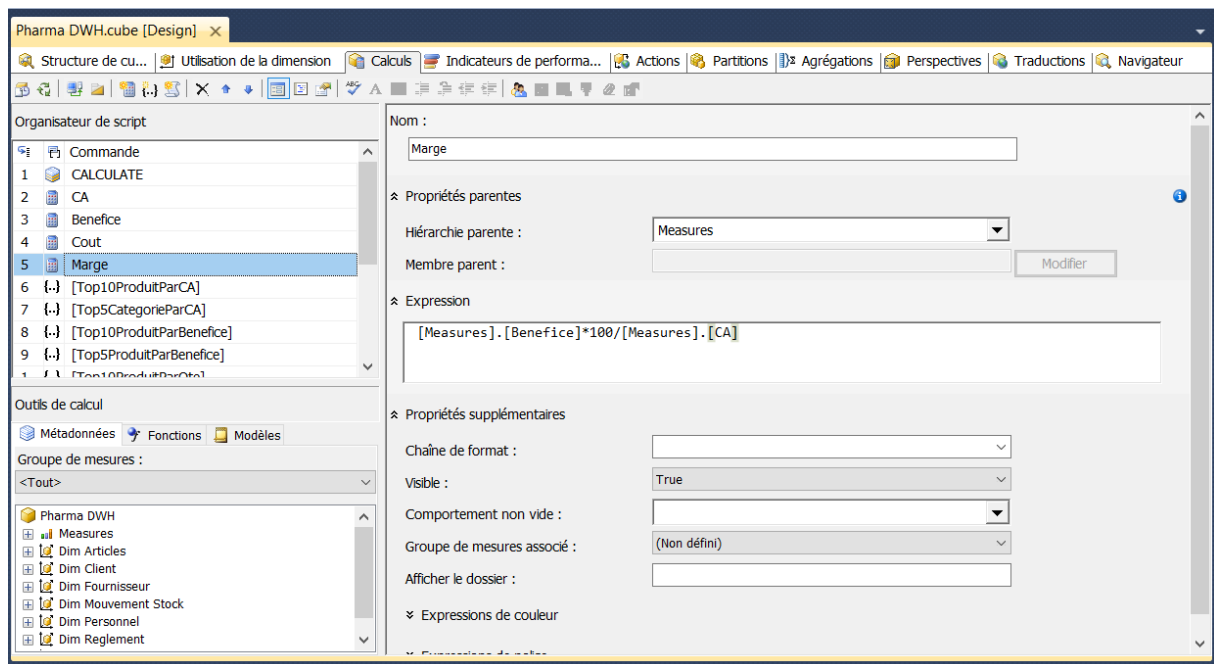 Pharma DWH.cube [Design]
Structure de cu... Utilisation de la dimension Calculs Indicateurs de performa... Actions Partitions Agrégations Perspectives Traductions Navigateur
Organisateur de script
Commande
1 CALCULATE
2 CA
3 Benefice
4 Cout
5 Marge
6 [Top10ProduitParCA]
7 [Top5CategorieParCA]
8 [Top10ProduitParBenefice]
9 [Top5ProduitParBenefice]
1 [Top10ProduitParQte]
Outils de calcul
Métadonnées Fonctions Modèles
Groupe de mesures :
<Tout>
Pharma DWH
Measures
Dim Articles
Dim Client
Dim Fournisseur
Dim Mouvement Stock
Dim Personnel
Dim Reglement
Nom :
Marge
Propriétés parentes
Hiérarchie parente : Measures
Membre parent : Modifier
Expression
[Measures].[Benefice]*100/[Measures].[CA]
Propriétés supplémentaires
Chaîne de format :
Visible : True
Comportement non vide :
Groupe de mesures associé : (Non défini)
Afficher le dossier :
Expressions de couleur
Expressions de police